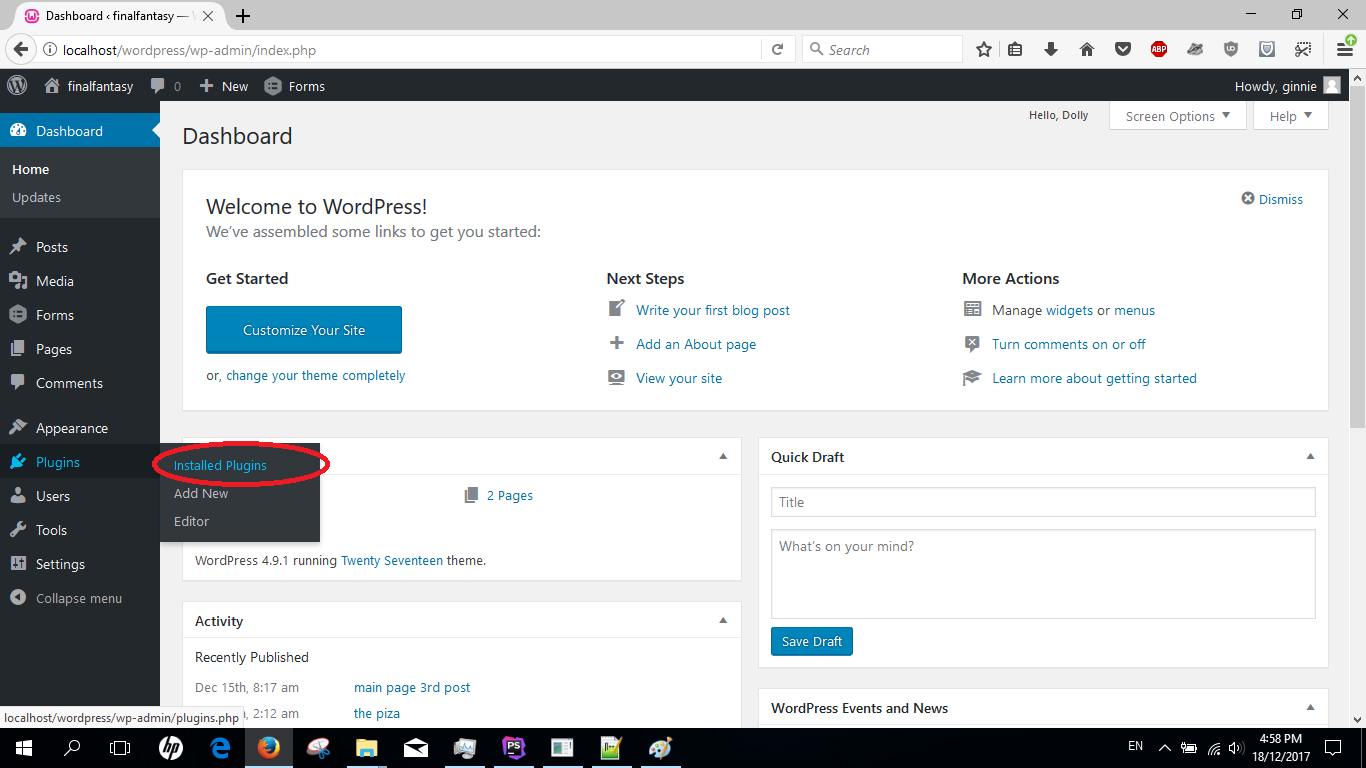 Dashboard ‹ finalfantasy —
localhost/wordpress/wp-admin/index.php
Search
ABP
finalfantasy
0
New
Forms
Howdy, ginnie
Dashboard
Home
Updates
Posts
Media
Forms
Pages
Comments
Appearance
Plugins
Users
Tools
Settings
Collapse menu
Installed Plugins
Add New
Editor
Hello, Dolly
Screen Options
Help
Dashboard
Welcome to WordPress!
We've assembled some links to get you started:
Dismiss
Get Started
Customize Your Site
or, change your theme completely
Next Steps
Write your first blog post
Add an About page
View your site
More Actions
Manage widgets or menus
Turn comments on or off
Learn more about getting started
2 Pages
WordPress 4.9.1 running Twenty Seventeen theme.
Activity
Recently Published
Dec 15th, 8:17 am main page 3rd post
2:12 am the piza
Quick Draft
Title
What's on your mind?
Save Draft
WordPress Events and News
localhost/wordpress/wp-admin/plugins.php
hp
PS
EN
4:58 PM
18/12/2017